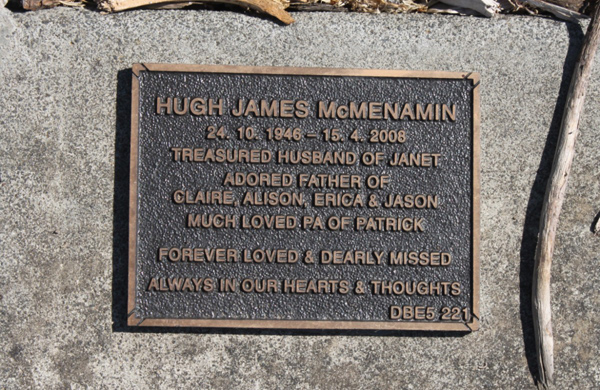 HUGH JAMES McMENAMIN
24. 10. 1946 – 15. 4. 2008
TREASURED HUSBAND OF JANET
ADORED FATHER OF
CLAIRE, ALISON, ERICA & JASON
MUCH LOVED PA OF PATRICK
FOREVER LOVED & DEARLY MISSED
ALWAYS IN OUR HEARTS & THOUGHTS
DBE5 221